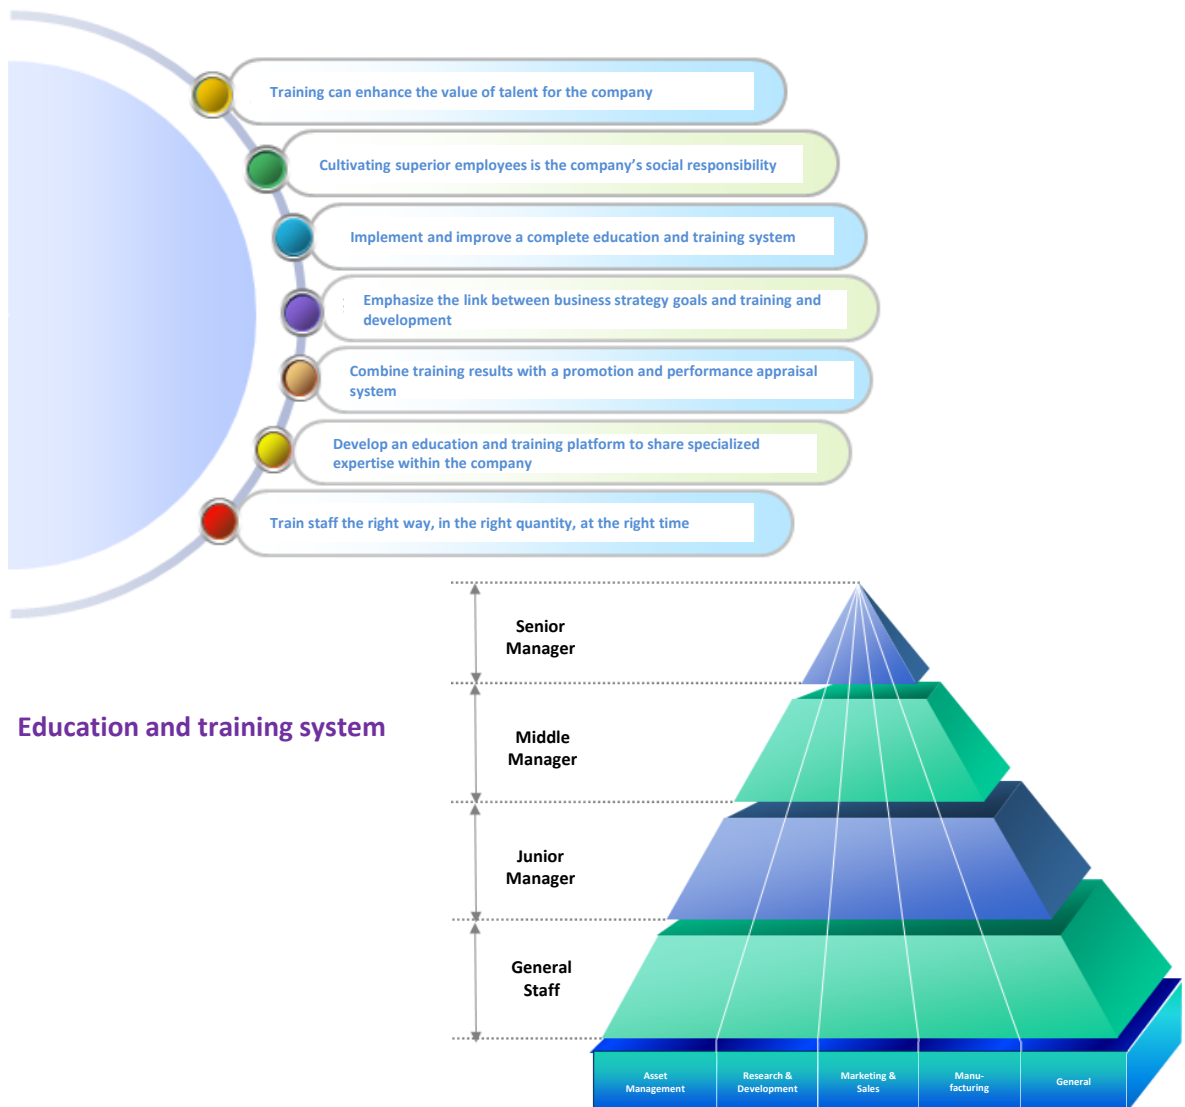 Training can enhance the value of talent for the company
Cultivating superior employees is the company's social responsibility
Implement and improve a complete education and training system
Emphasize the link between business strategy goals and training and
development
Combine training results with a promotion and performance appraisal
system
Develop an education and training platform to share specialized
expertise within the company
Train staff the right way, in the right quantity, at the right time
Education and training system
Senior
Manager
Middle
Manager
Junior
Manager
General
Staff
Asset
Management
Research &
Development
Marketing &
Sales
Manu-
facturing
General